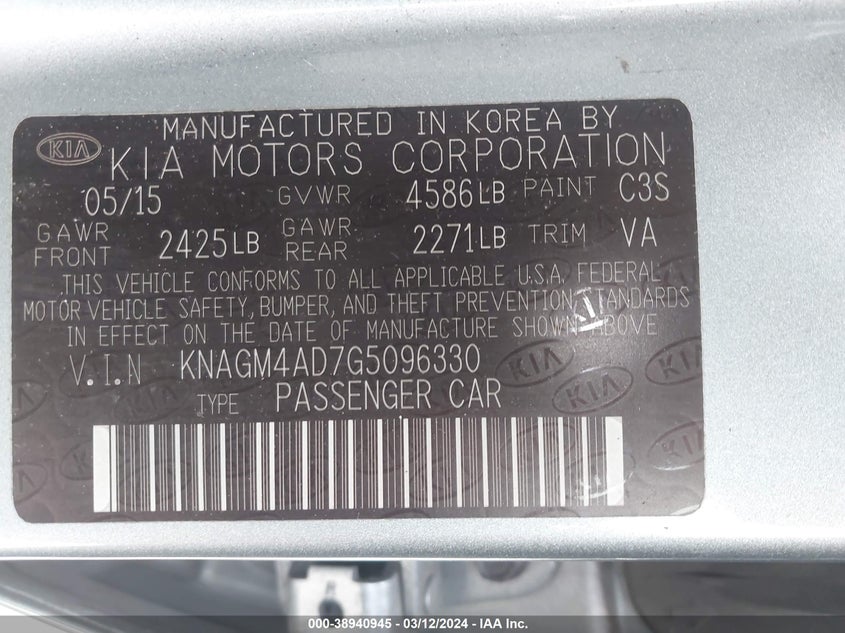 MANUFACTURED IN KOREA BY
KIA KIA MOTORS CORPORATION
05/15 GVWR 4586LB PAINT C3S
GAWR FRONT 2425LB GAWR REAR 2271LB TRIM VA
THIS VEHICLE CONFORMS TO ALL APPLICABLE U.S.A. FEDERAL
MOTOR VEHICLE SAFETY, BUMPER, AND THEFT PREVENTION STANDARDS
IN EFFECT ON THE DATE OF MANUFACTURE SHOWN ABOVE
V.I.N KNAGM4AD7G5096330
TYPE PASSENGER CAR
000-38940945 - 03/12/2024 - IAA Inc.